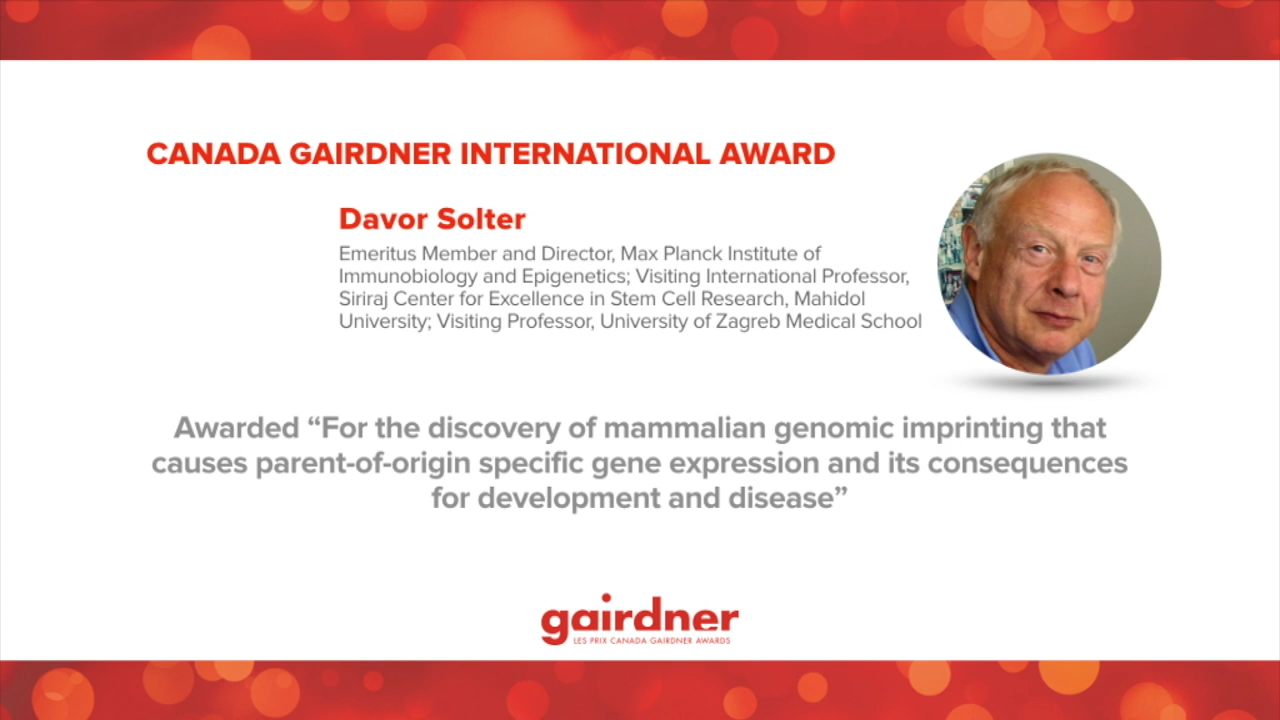 CANADA GAIRDNER INTERNATIONAL AWARD
Davor Solter
Emeritus Member and Director, Max Planck Institute of
Immunobiology and Epigenetics; Visiting International Professor,
Siriraj Center for Excellence in Stem Cell Research, Mahidol
University; Visiting Professor, University of Zagreb Medical School
Awarded “For the discovery of mammalian genomic imprinting that
causes parent-of-origin specific gene expression and its consequences
for development and disease”
gairdner
LES PRIX CANADA GAIRDNER AWARDS